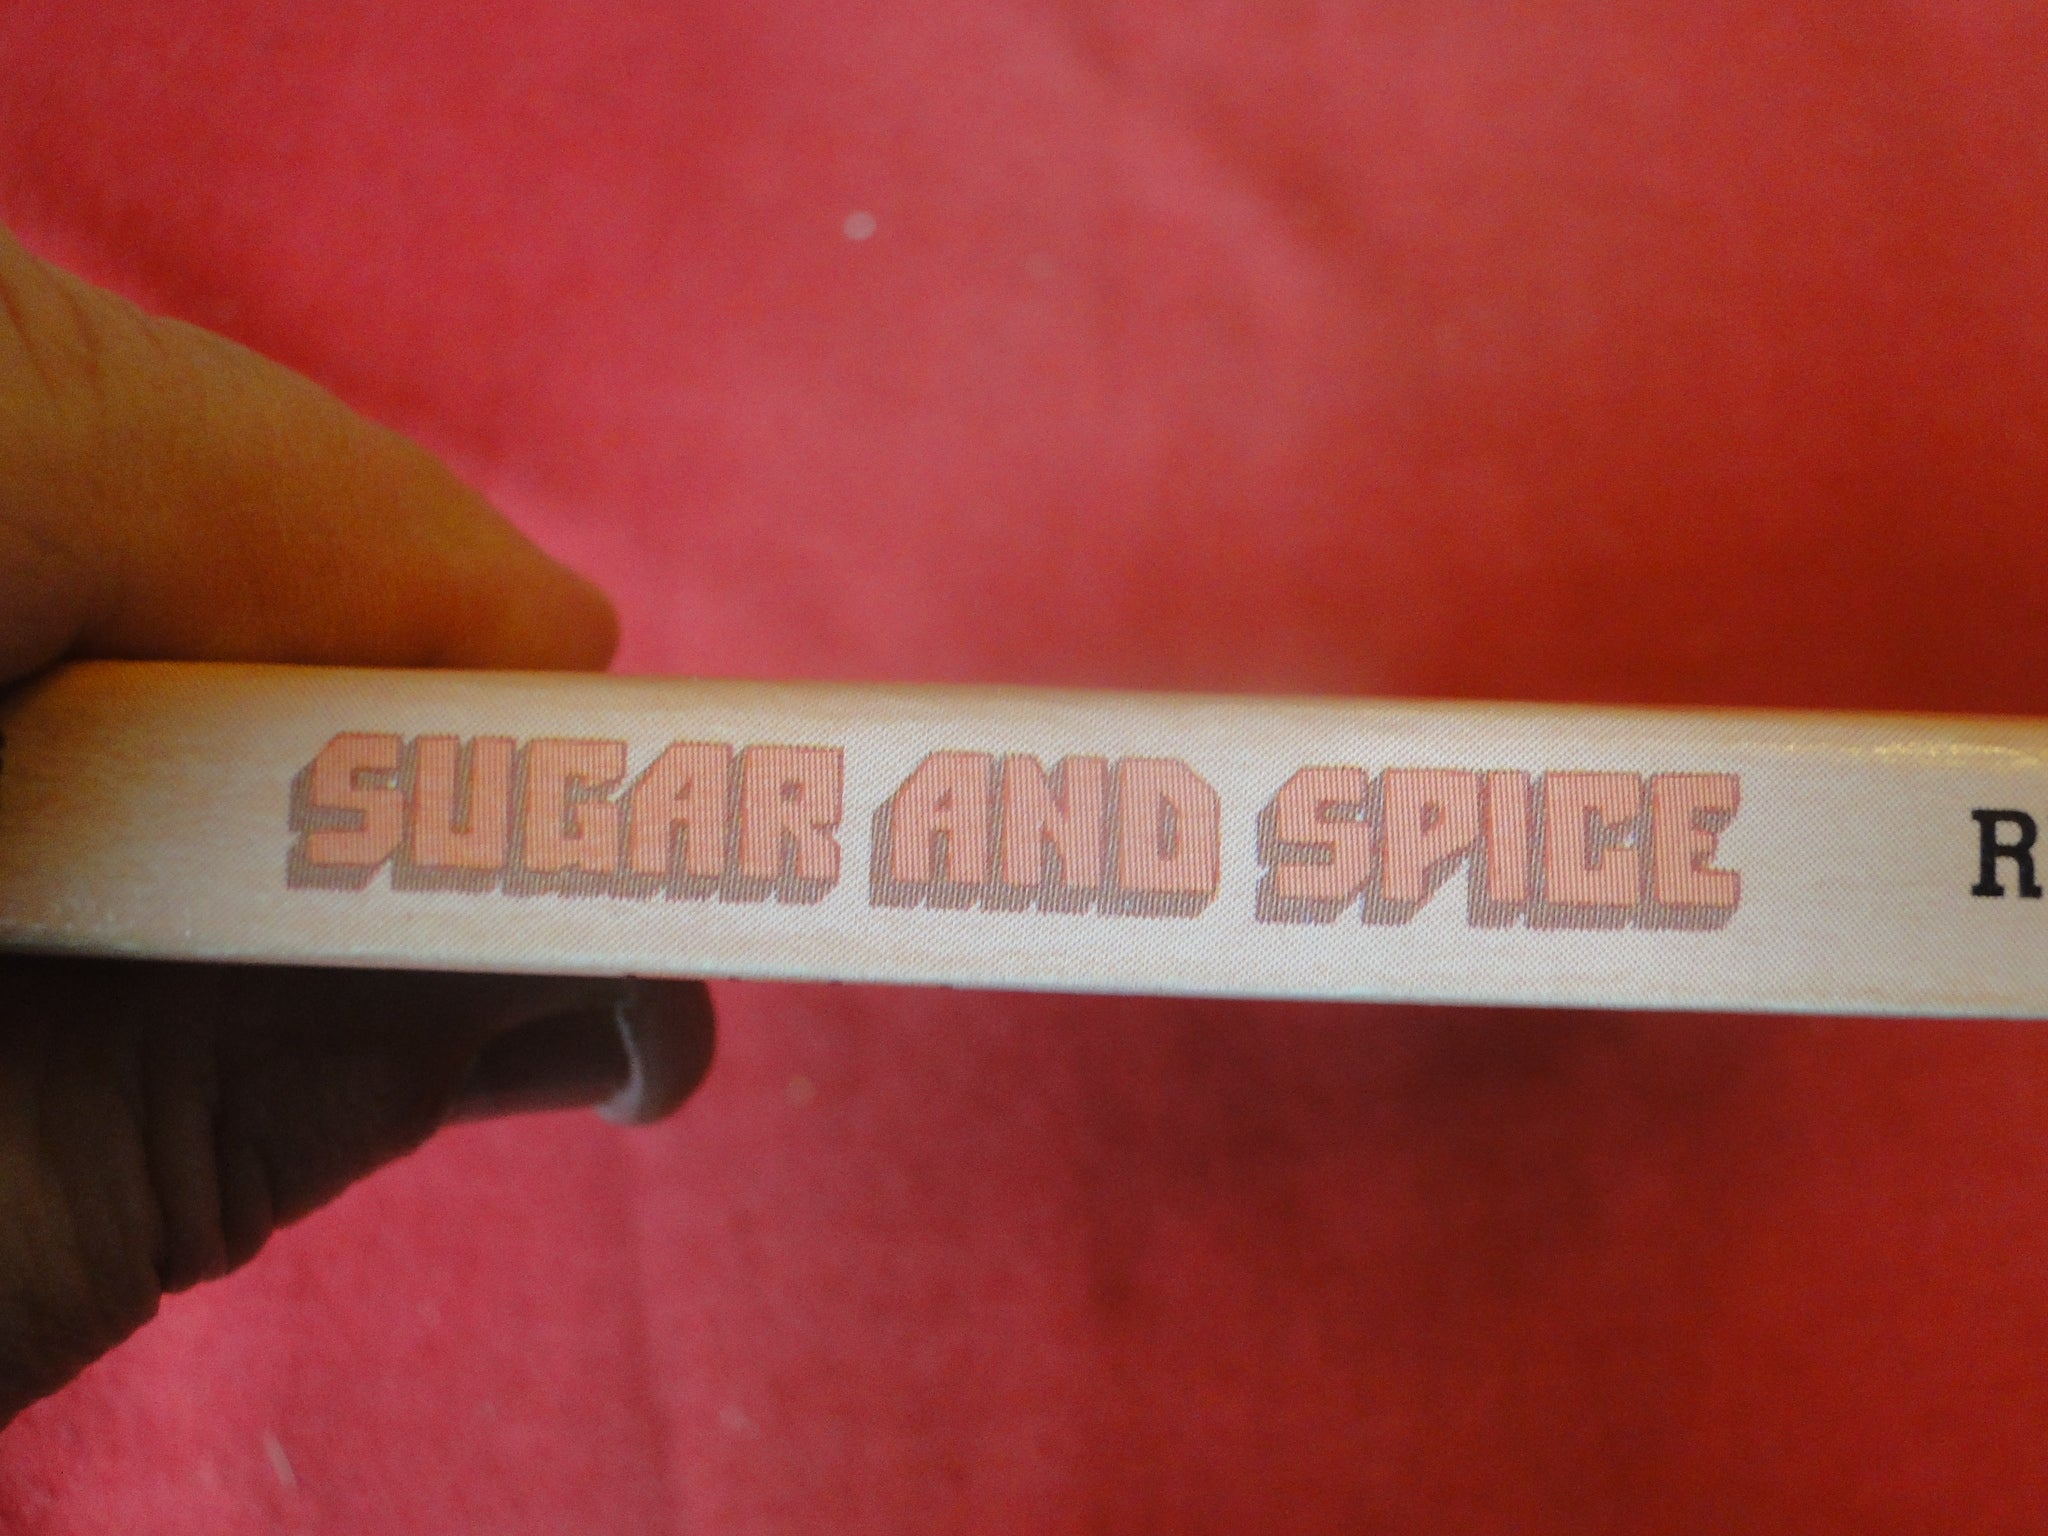 SUGAR AND SPICE R